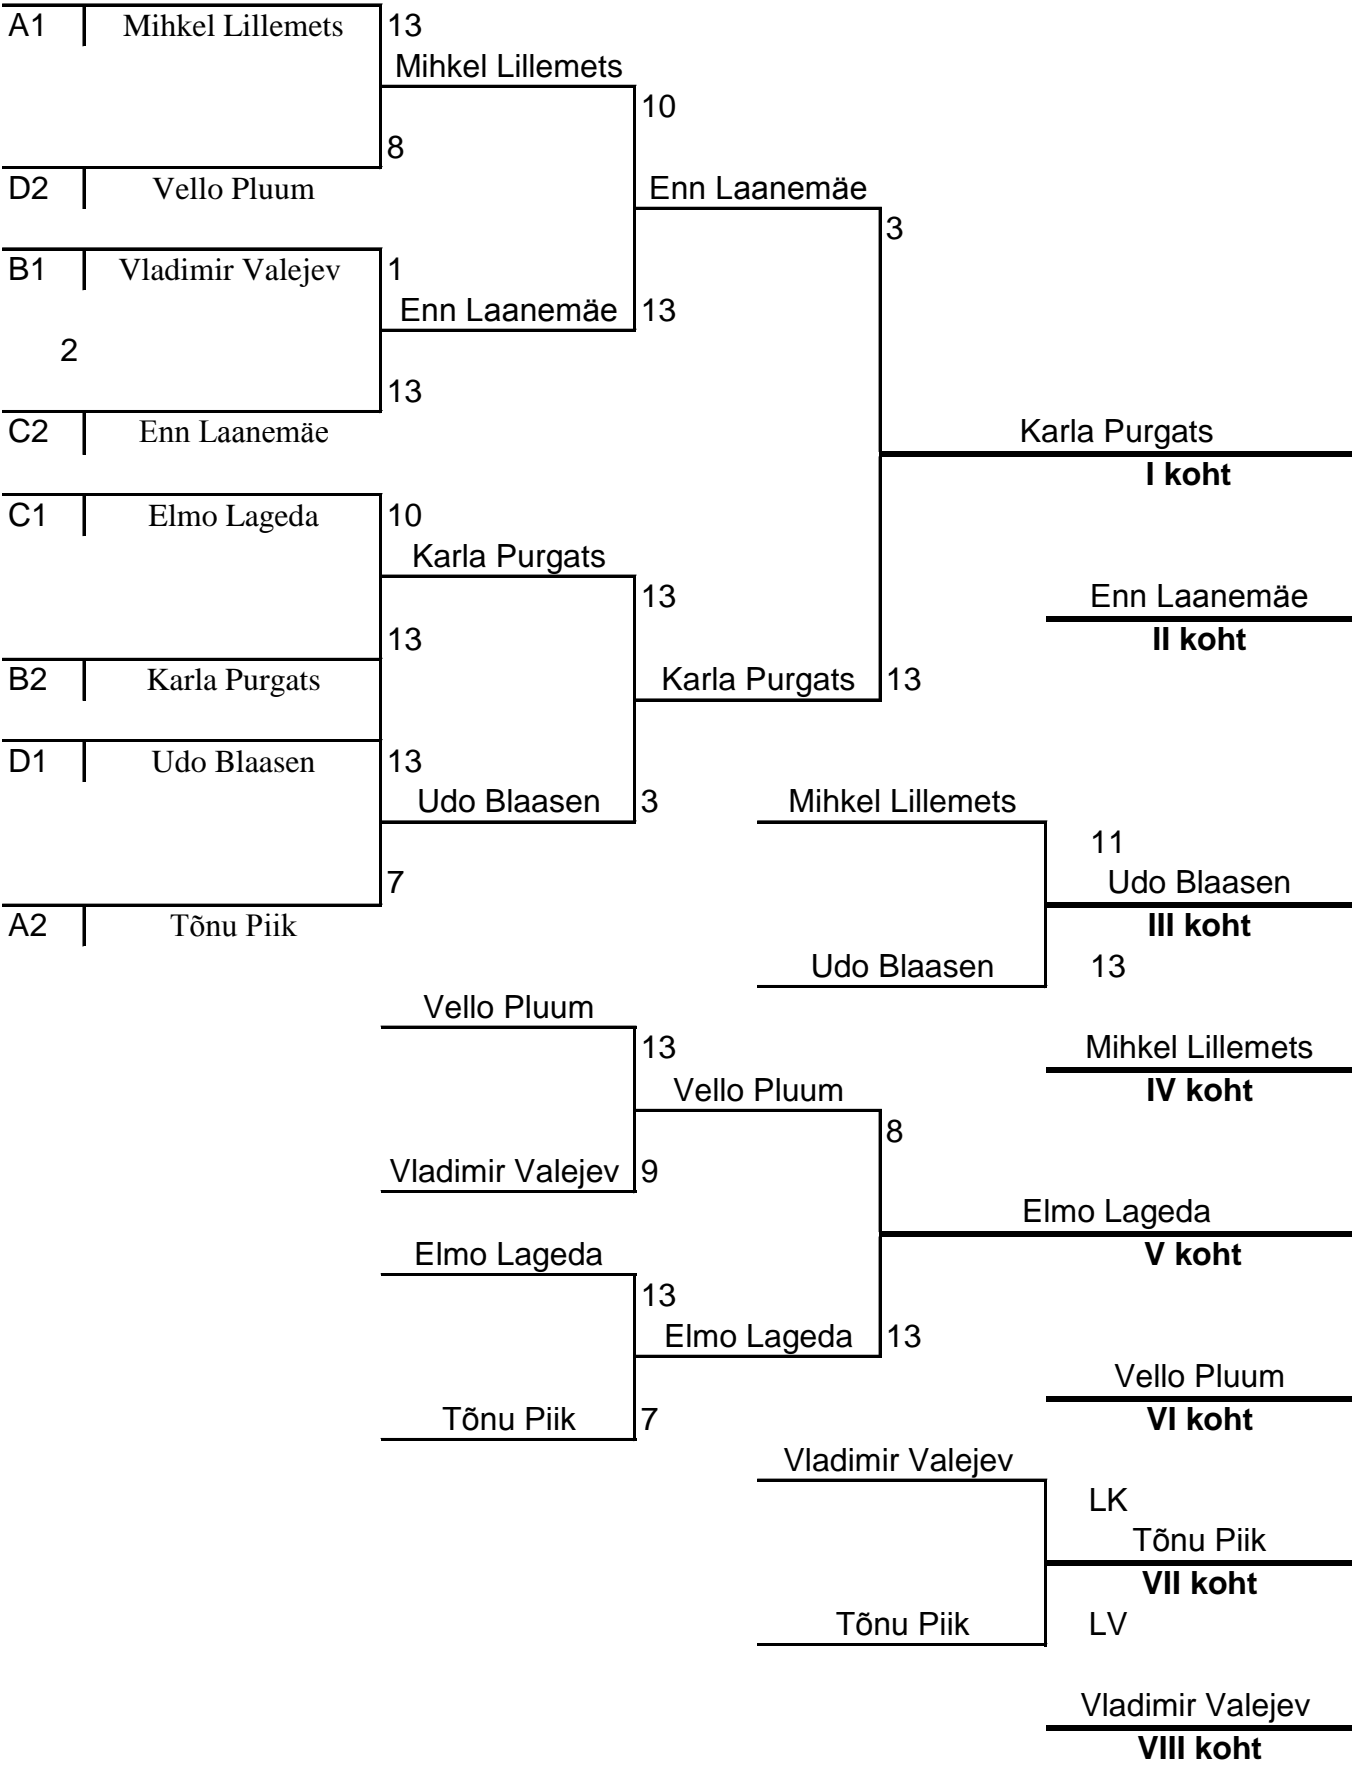 A1 Mihkel Lillemets 13
Mihkel Lillemets
10
8
D2 Vello Pluum Enn Laanemäe
3
B1 Vladimir Valejev 1
Enn Laanemäe 13
2
13
C2 Enn Laanemäe Karla Purgats
I koht
C1 Elmo Lageda 10
Karla Purgats
13 Enn Laanemäe
13 II koht
B2 Karla Purgats Karla Purgats 13
D1 Udo Blaasen 13
Udo Blaasen 3 Mihkel Lillemets
11
7 Udo Blaasen
A2 Tõnu Piik III koht
Udo Blaasen 13
Vello Pluum
13 Mihkel Lillemets
Vello Pluum IV koht
8
Vladimir Valejev 9
Elmo Lageda
Elmo Lageda V koht
13
Elmo Lageda 13
Vello Pluum
Tõnu Piik 7 VI koht
Vladimir Valejev
LK
Tõnu Piik
VII koht
Tõnu Piik LV
Vladimir Valejev
VIII koht